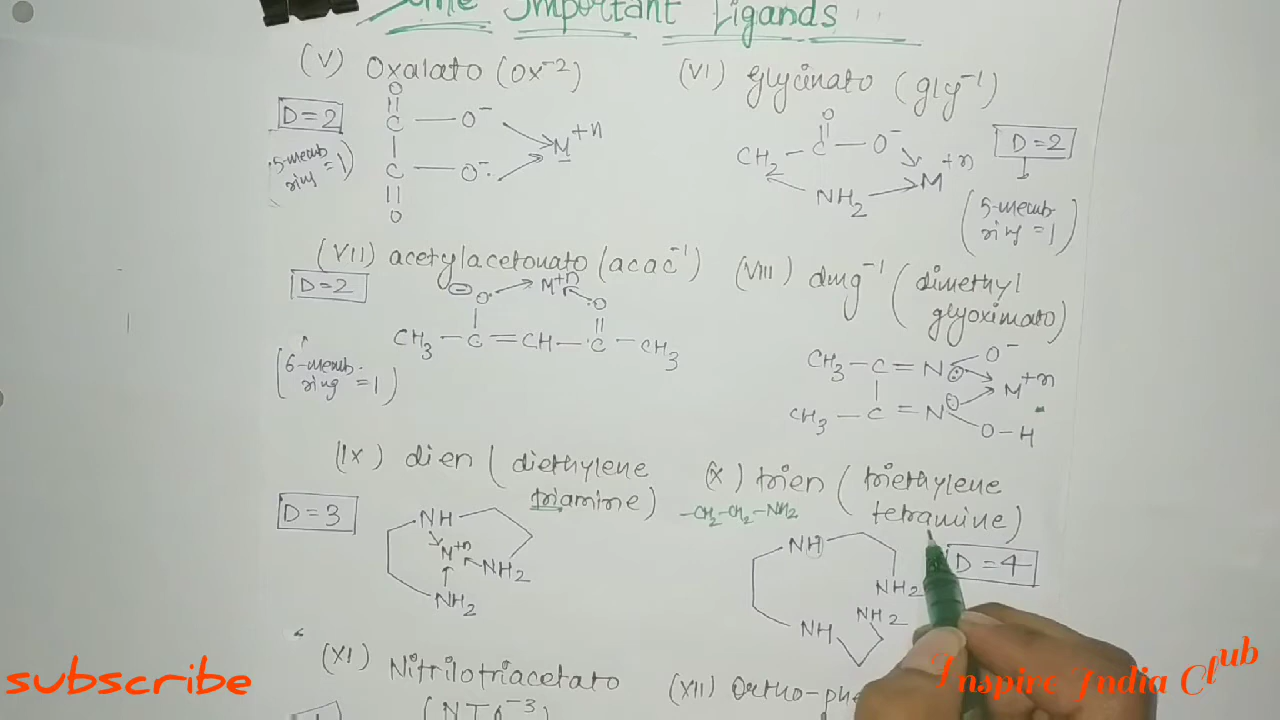 Some Important Ligands
(V) Oxalato (ox⁻²)
D=2
5-memb
ring = 1)
O
C — O⁻
C — O⁻
O
M⁺ⁿ
(VI) glycinato (gly⁻¹)
O
CH₂ — C — O⁻
NH₂
M⁺ⁿ
D=2
(5-memb
ring = 1)
(VII) acetylacetonato (acac⁻¹)
D=2
O
M⁺ⁿ
O
CH₃ — C = CH — C — CH₃
(6-memb.
ring = 1)
(VIII) dmg⁻¹ (dimethyl
glyoximato)
CH₃ — C = N
O⁻
M⁺ⁿ
CH₃ — C = N
O – H
(IX) dien (diethylene
triamine)
D=3
NH
M⁺ⁿ
NH₂
NH₂
(X) trien (triethylene
tetramine)
–CH₂–CH₂–NH₂
D=4
NH
NH₂
NH₂
NH
(XI) Nitrilotriacetato
(NTA⁻³)
(XII) Ortho-phe
subscribe
Inspire India Club